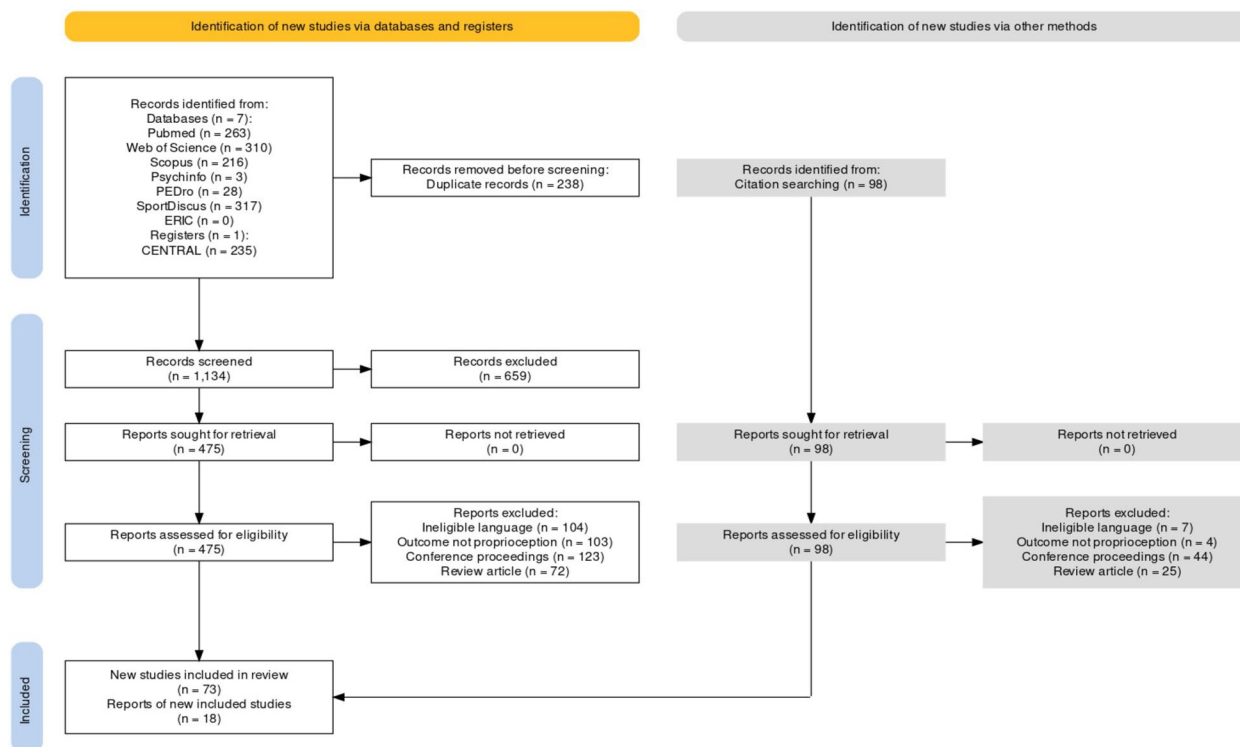 Identification of new studies via databases and registers
Identification of new studies via other methods
Identification
Records identified from:
Databases (n = 7):
Pubmed (n = 263)
Web of Science (n = 310)
Scopus (n = 216)
Psychinfo (n = 3)
PEDro (n = 28)
SportDiscus (n = 317)
ERIC (n = 0)
Registers (n = 1):
CENTRAL (n = 235)
Records removed before screening:
Duplicate records (n = 238)
Records identified from:
Citation searching (n = 98)
Screening
Records screened
(n = 1,134)
Records excluded
(n = 659)
Reports sought for retrieval
(n = 475)
Reports not retrieved
(n = 0)
Reports sought for retrieval
(n = 98)
Reports not retrieved
(n = 0)
Reports assessed for eligibility
(n = 475)
Reports excluded:
Ineligible language (n = 104)
Outcome not proprioception (n = 103)
Conference proceedings (n = 123)
Review article (n = 72)
Reports assessed for eligibility
(n = 98)
Reports excluded:
Ineligible language (n = 7)
Outcome not proprioception (n = 4)
Conference proceedings (n = 44)
Review article (n = 25)
Included
New studies included in review
(n = 73)
Reports of new included studies
(n = 18)